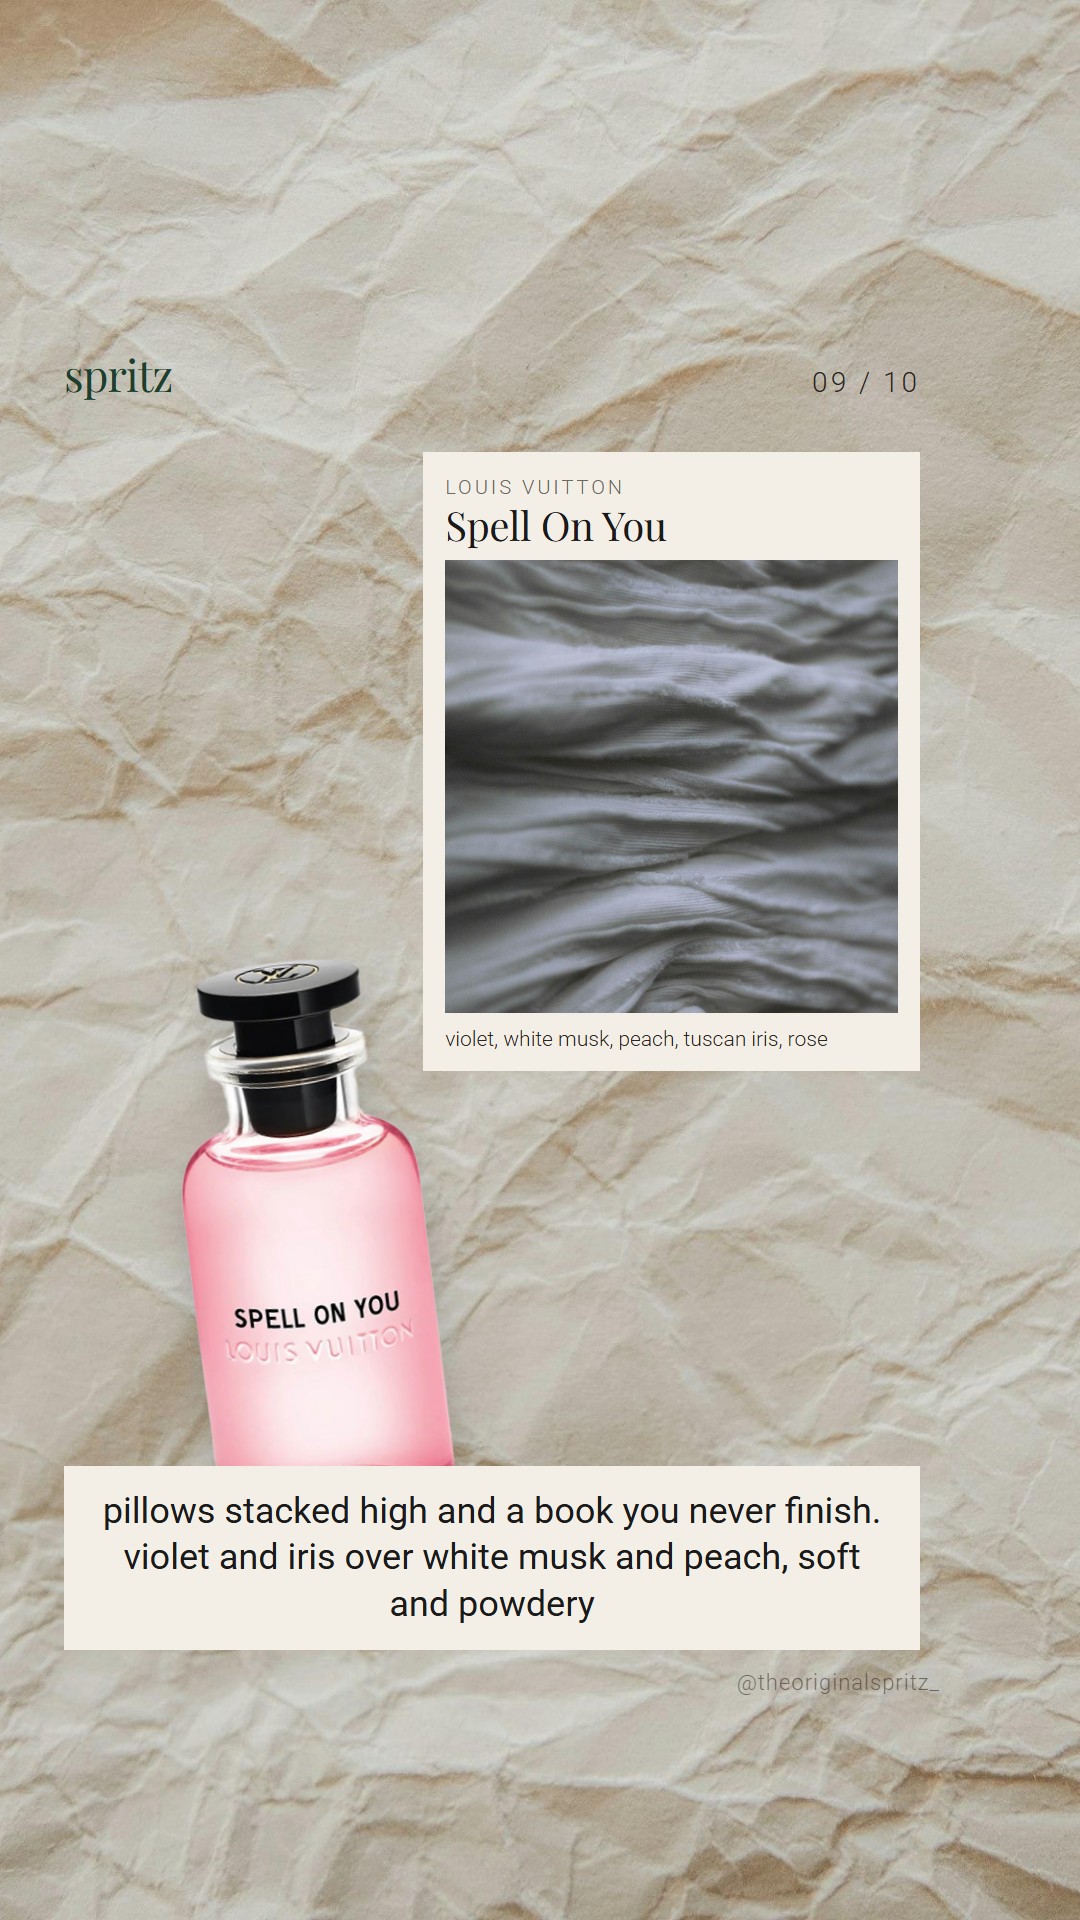 spritz
09 / 10
LOUIS VUITTON
Spell On You
violet, white musk, peach, tuscan iris, rose
SPELL ON YOU
LOUIS VUITTON
pillows stacked high and a book you never finish.
violet and iris over white musk and peach, soft
and powdery
@theoriginalspritz_